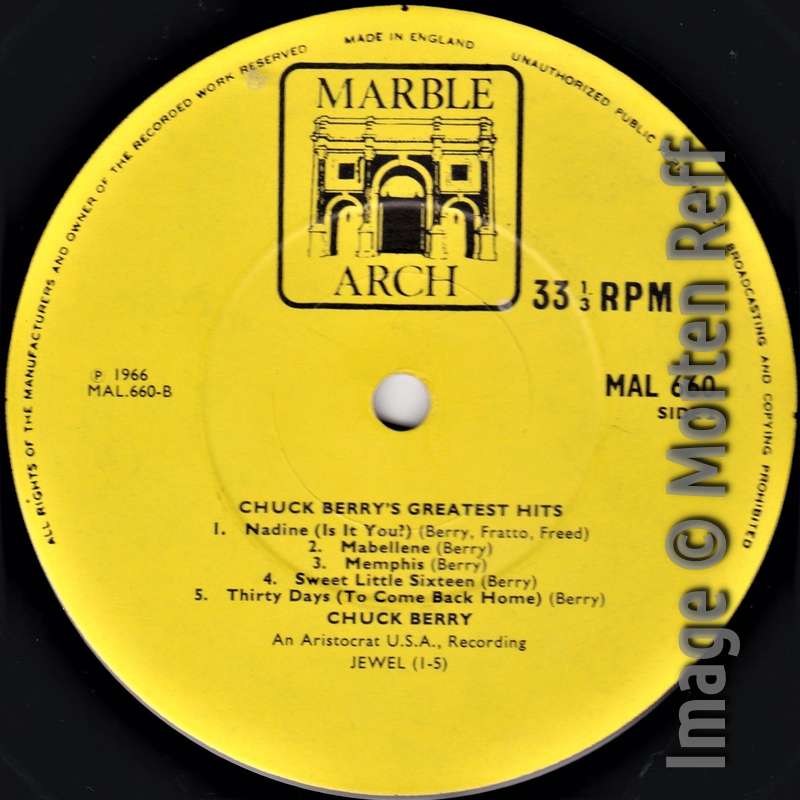 ALL RIGHTS OF THE MANUFACTURERS AND OWNER OF THE RECORDED WORK RESERVED
MADE IN ENGLAND
UNAUTHORIZED PUBLIC
BROADCASTING AND COPYING PROHIBITED
MARBLE
ARCH
33 1/3 RPM
℗ 1966
MAL.660-B
MAL 660
CHUCK BERRY'S GREATEST HITS
1. Nadine (Is It You?) (Berry, Fratto, Freed)
2. Mabellene (Berry)
3. Memphis (Berry)
4. Sweet Little Sixteen (Berry)
5. Thirty Days (To Come Back Home) (Berry)
CHUCK BERRY
An Aristocrat U.S.A., Recording
JEWEL (1-5)
Image © Morten Reff